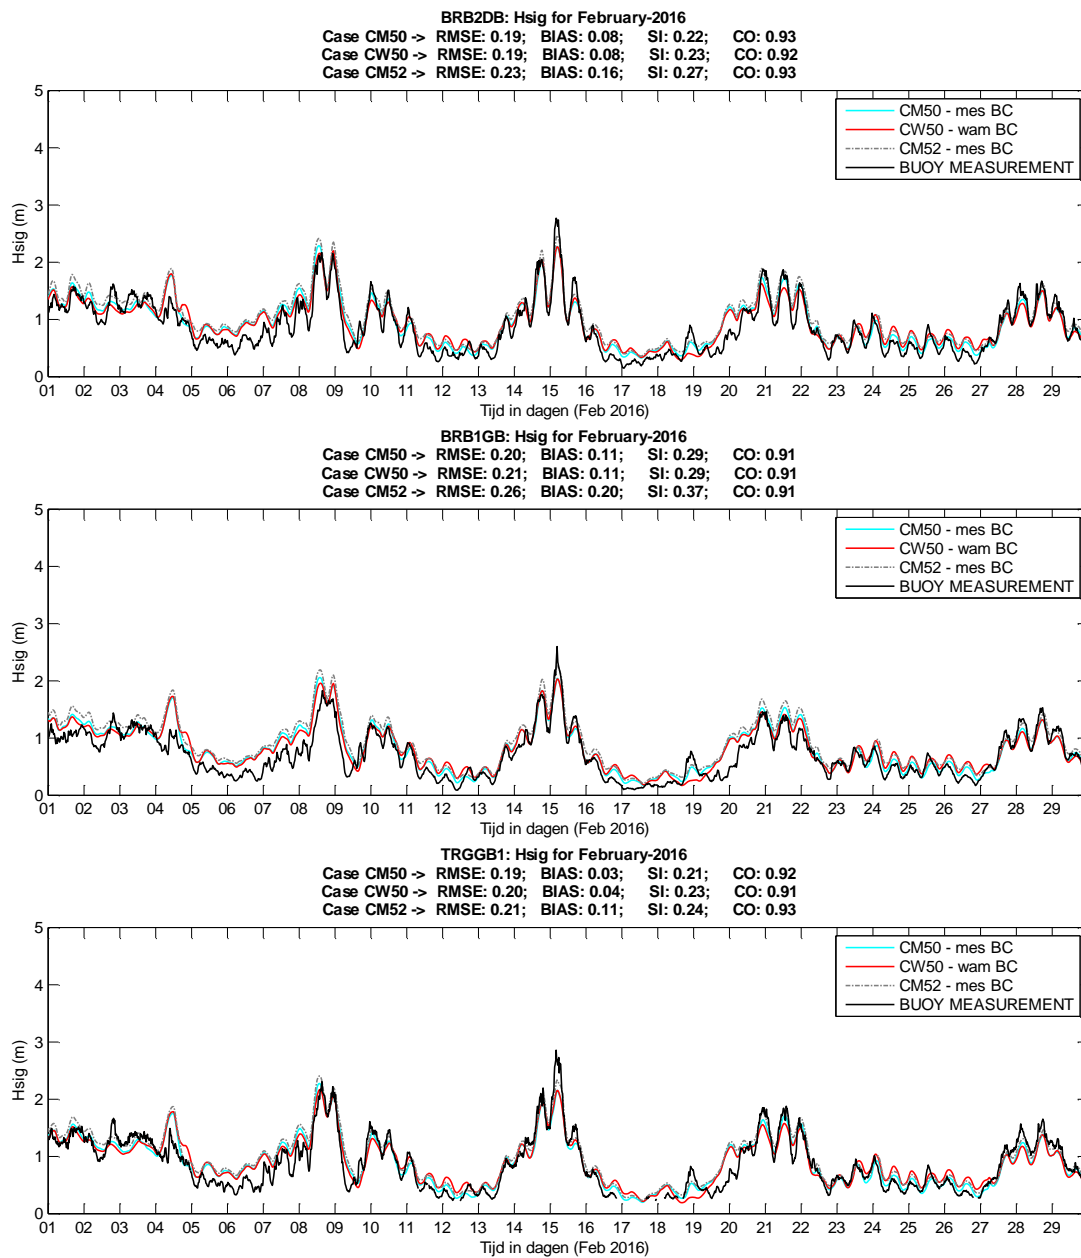 BRB2DB: Hsig for February-2016
Case CM50 -> RMSE: 0.19; BIAS: 0.08; SI: 0.22; CO: 0.93
Case CW50 -> RMSE: 0.19; BIAS: 0.08; SI: 0.23; CO: 0.92
Case CM52 -> RMSE: 0.23; BIAS: 0.16; SI: 0.27; CO: 0.93
5
4
3
2
1
0
Hsig (m)
CM50 - mes BC
CW50 - wam BC
CM52 - mes BC
BUOY MEASUREMENT
01 02 03 04 05 06 07 08 09 10 11 12 13 14 15 16 17 18 19 20 21 22 23 24 25 26 27 28 29
Tijd in dagen (Feb 2016)
BRB1GB: Hsig for February-2016
Case CM50 -> RMSE: 0.20; BIAS: 0.11; SI: 0.29; CO: 0.91
Case CW50 -> RMSE: 0.21; BIAS: 0.11; SI: 0.29; CO: 0.91
Case CM52 -> RMSE: 0.26; BIAS: 0.20; SI: 0.37; CO: 0.91
5
4
3
2
1
0
Hsig (m)
CM50 - mes BC
CW50 - wam BC
CM52 - mes BC
BUOY MEASUREMENT
01 02 03 04 05 06 07 08 09 10 11 12 13 14 15 16 17 18 19 20 21 22 23 24 25 26 27 28 29
Tijd in dagen (Feb 2016)
TRGGB1: Hsig for February-2016
Case CM50 -> RMSE: 0.19; BIAS: 0.03; SI: 0.21; CO: 0.92
Case CW50 -> RMSE: 0.20; BIAS: 0.04; SI: 0.23; CO: 0.91
Case CM52 -> RMSE: 0.21; BIAS: 0.11; SI: 0.24; CO: 0.93
5
4
3
2
1
0
Hsig (m)
CM50 - mes BC
CW50 - wam BC
CM52 - mes BC
BUOY MEASUREMENT
01 02 03 04 05 06 07 08 09 10 11 12 13 14 15 16 17 18 19 20 21 22 23 24 25 26 27 28 29
Tijd in dagen (Feb 2016)